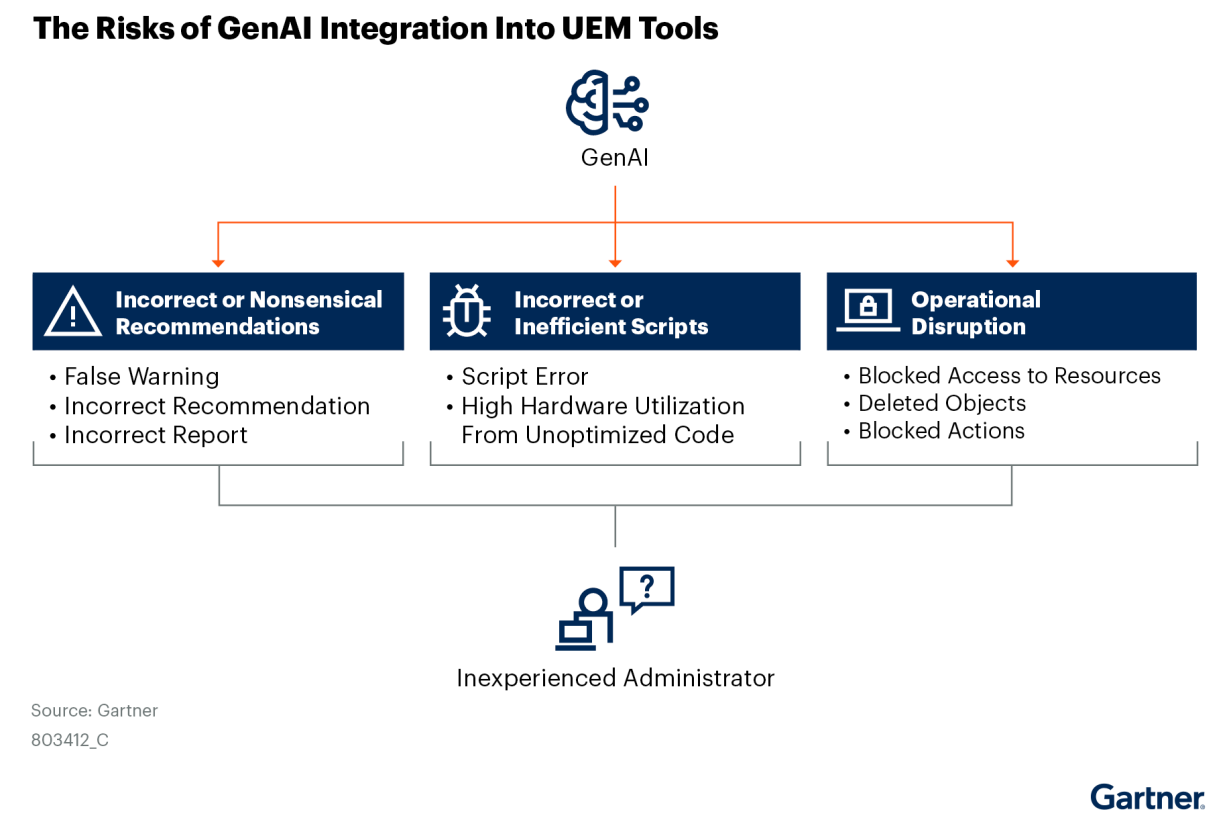 The Risks of GenAI Integration Into UEM Tools
GenAI
Incorrect or Nonsensical
Recommendations
• False Warning
• Incorrect Recommendation
• Incorrect Report
Incorrect or
Inefficient Scripts
• Script Error
• High Hardware Utilization
From Unoptimized Code
Operational
Disruption
• Blocked Access to Resources
• Deleted Objects
• Blocked Actions
?
Inexperienced Administrator
Source: Gartner
803412_C
Gartner®